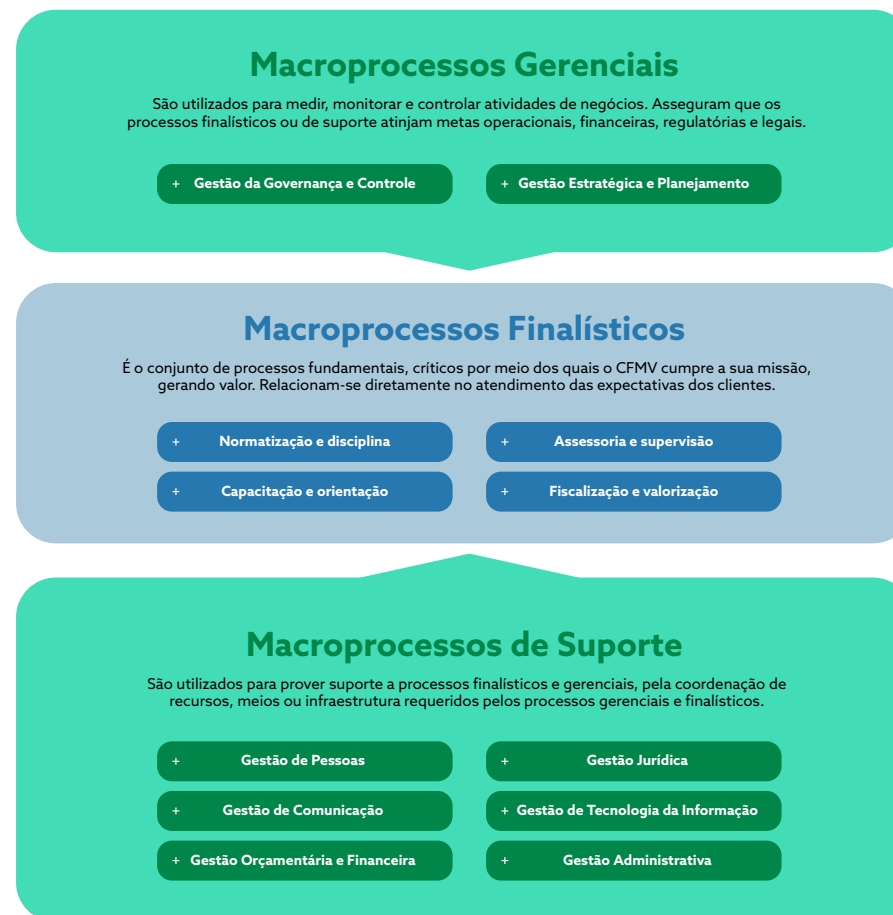 Macroprocessos Gerenciais
São utilizados para medir, monitorar e controlar atividades de negócios. Asseguram que os
processos finalísticos ou de suporte atinjam metas operacionais, financeiras, regulatórias e legais.
+ Gestão da Governança e Controle
+ Gestão Estratégica e Planejamento
Macroprocessos Finalísticos
É o conjunto de processos fundamentais, críticos por meio dos quais o CFMV cumpre a sua missão,
gerando valor. Relacionam-se diretamente no atendimento das expectativas dos clientes.
+ Normatização e disciplina
+ Assessoria e supervisão
+ Capacitação e orientação
+ Fiscalização e valorização
Macroprocessos de Suporte
São utilizados para prover suporte a processos finalísticos e gerenciais, pela coordenação de
recursos, meios ou infraestrutura requeridos pelos processos gerenciais e finalísticos.
+ Gestão de Pessoas
+ Gestão Jurídica
+ Gestão de Comunicação
+ Gestão de Tecnologia da Informação
+ Gestão Orçamentária e Financeira
+ Gestão Administrativa